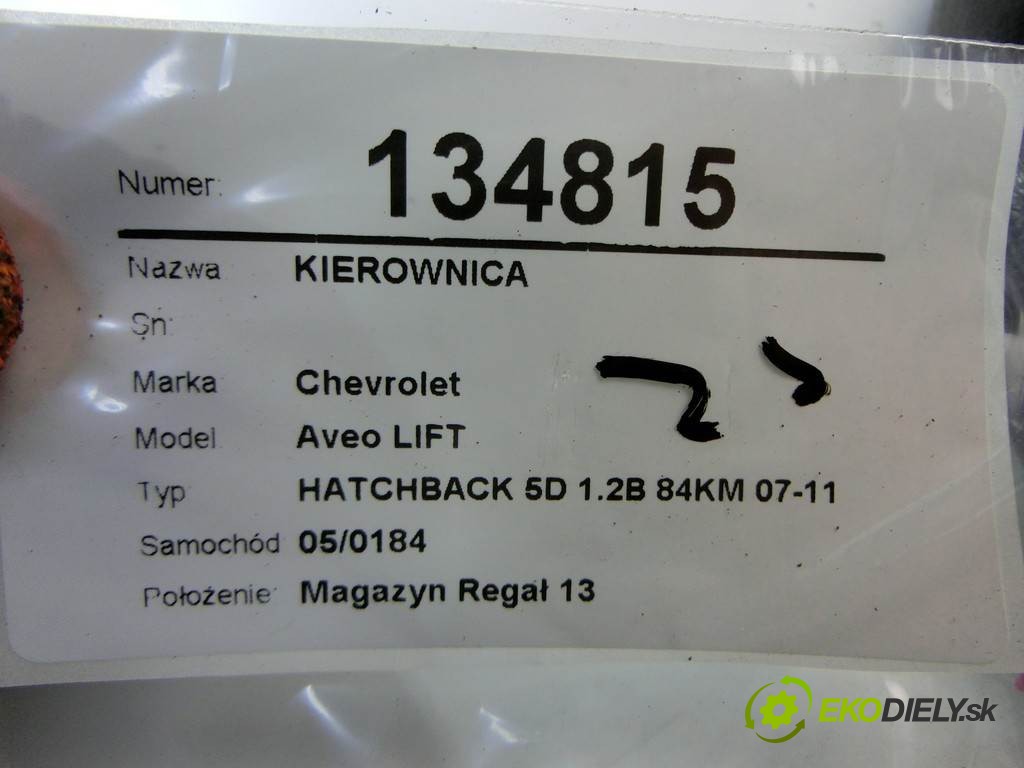 Numer: 134815
Nazwa KIEROWNICA
Sn:
Marka Chevrolet
Model Aveo LIFT
Typ HATCHBACK 5D 1.2B 84KM 07-11
Samochód 05/0184
Położenie: Magazyn Regał 13
EKODIELY.sk